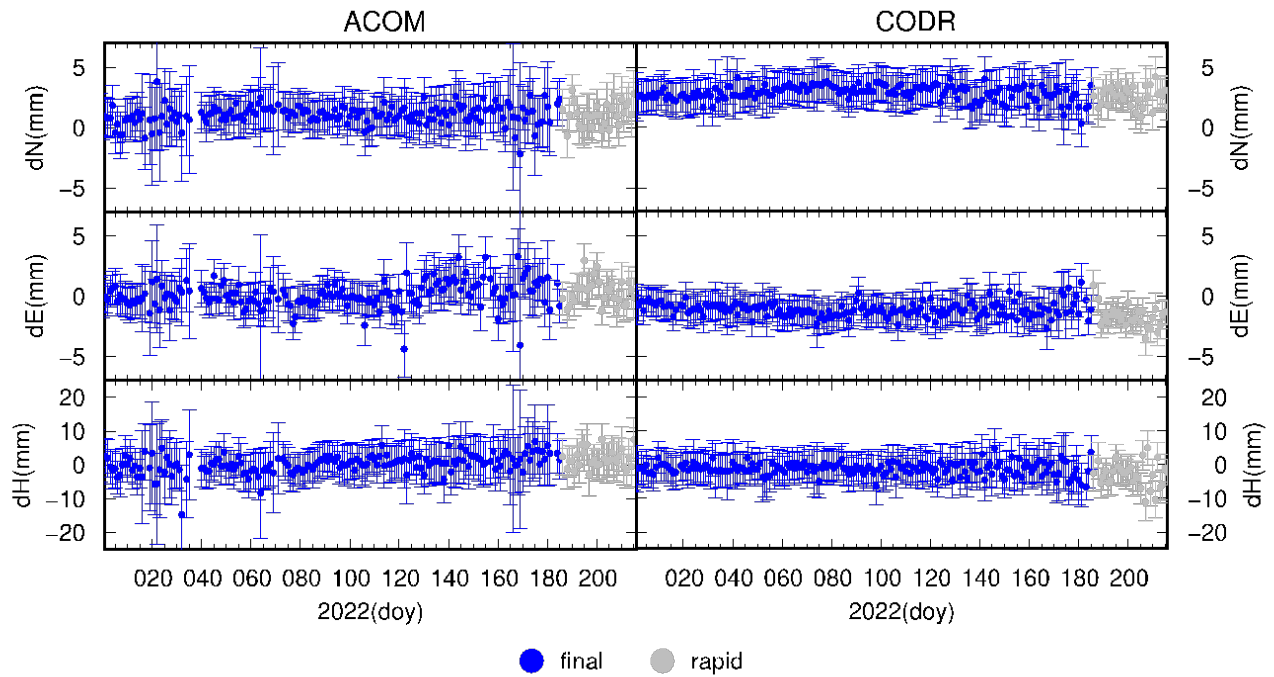 ACOM CODR
dN(mm) 5 0 −5 5 0 −5 dN(mm)
dE(mm) 5 0 −5 5 0 −5 dE(mm)
dH(mm) 20 10 0 −10 −20 20 10 0 −10 −20 dH(mm)
020 040 060 080 100 120 140 160 180 200 020 040 060 080 100 120 140 160 180 200
2022(doy) 2022(doy)
final rapid